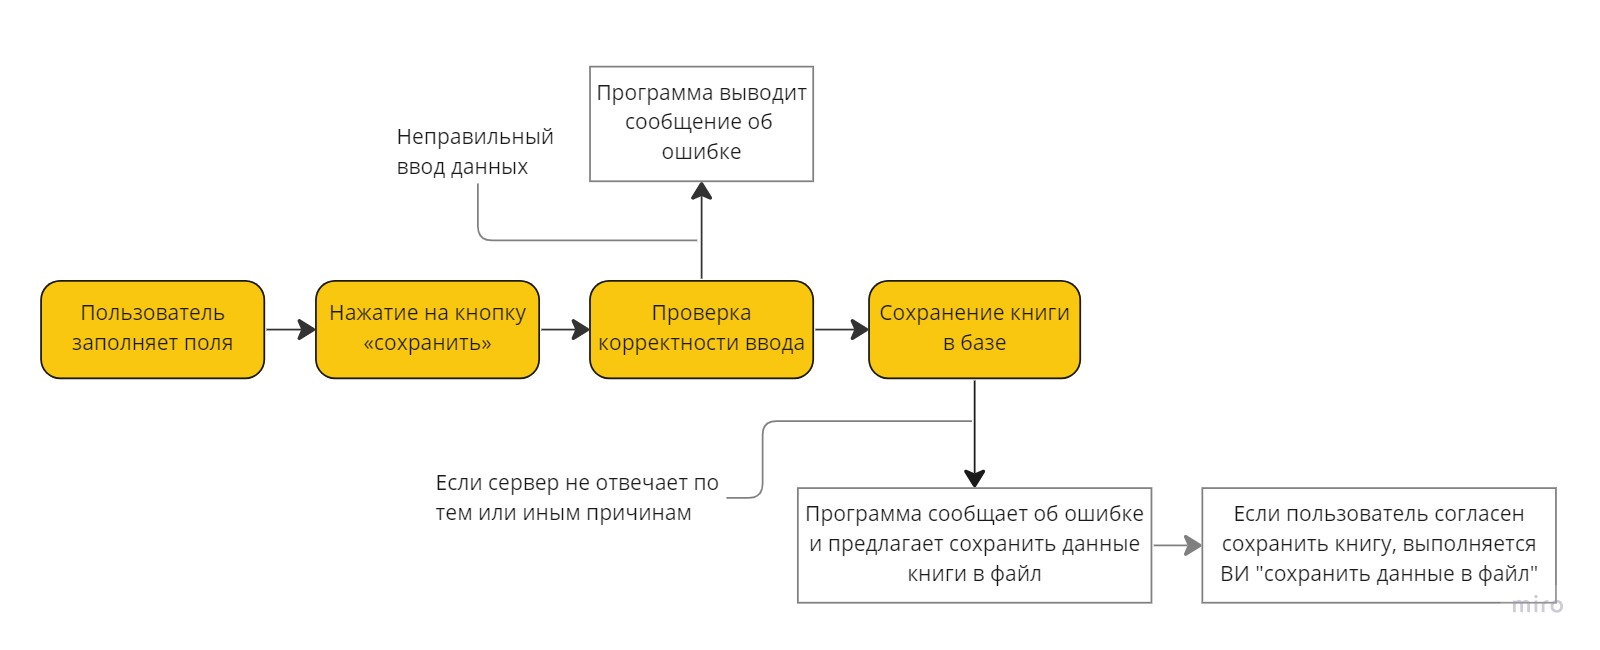 Программа выводит
сообщение об
ошибке
Неправильный
ввод данных
Пользователь
заполняет поля
Нажатие на кнопку
«сохранить»
Проверка
корректности ввода
Сохранение книги
в базе
Если сервер не отвечает по
тем или иным причинам
Программа сообщает об ошибке
и предлагает сохранить данные
книги в файл
Если пользователь согласен
сохранить книгу, выполняется
ВИ "сохранить данные в файл"
miro